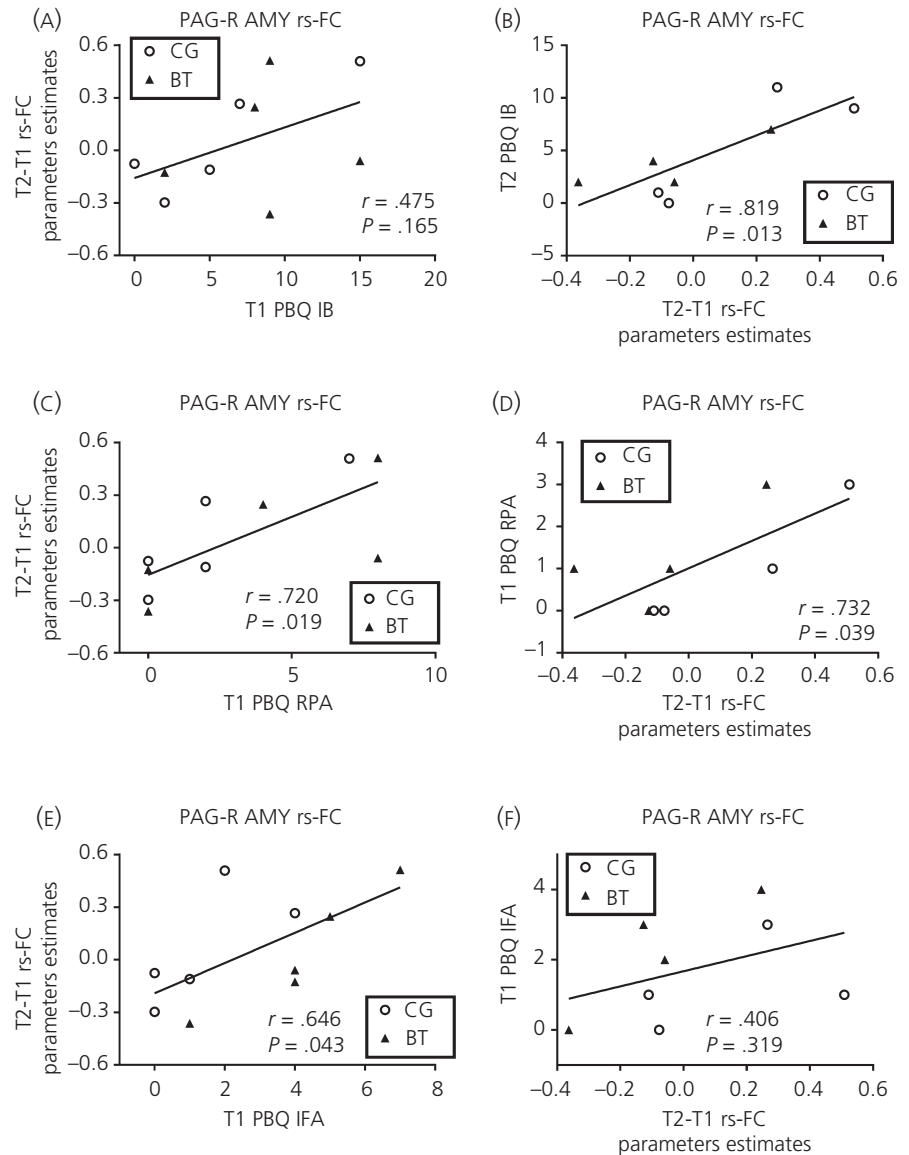 (A)
PAG-R AMY rs-FC
T2-T1 rs-FC
parameters estimates
0.6
0.3
0.0
−0.3
−0.6
CG
BT
r = .475
P = .165
0 5 10 15 20
T1 PBQ IB
(B)
PAG-R AMY rs-FC
T2 PBQ IB
15
10
5
0
−5
r = .819
P = .013
CG
BT
−0.4 −0.2 0.0 0.2 0.4 0.6
T2-T1 rs-FC
parameters estimates
(C)
PAG-R AMY rs-FC
T2-T1 rs-FC
parameters estimates
0.6
0.3
0.0
−0.3
−0.6
r = .720
P = .019
CG
BT
0 5 10
T1 PBQ RPA
(D)
PAG-R AMY rs-FC
T1 PBQ RPA
4
3
2
1
0
−1
CG
BT
r = .732
P = .039
−0.4 −0.2 0.0 0.2 0.4 0.6
T2-T1 rs-FC
parameters estimates
(E)
PAG-R AMY rs-FC
T2-T1 rs-FC
parameters estimates
0.6
0.3
0.0
−0.3
−0.6
r = .646
P = .043
CG
BT
0 2 4 6 8
T1 PBQ IFA
(F)
PAG-R AMY rs-FC
T1 PBQ IFA
4
2
0
CG
BT
r = .406
P = .319
−0.4 −0.2 0.0 0.2 0.4 0.6
T2-T1 rs-FC
parameters estimates